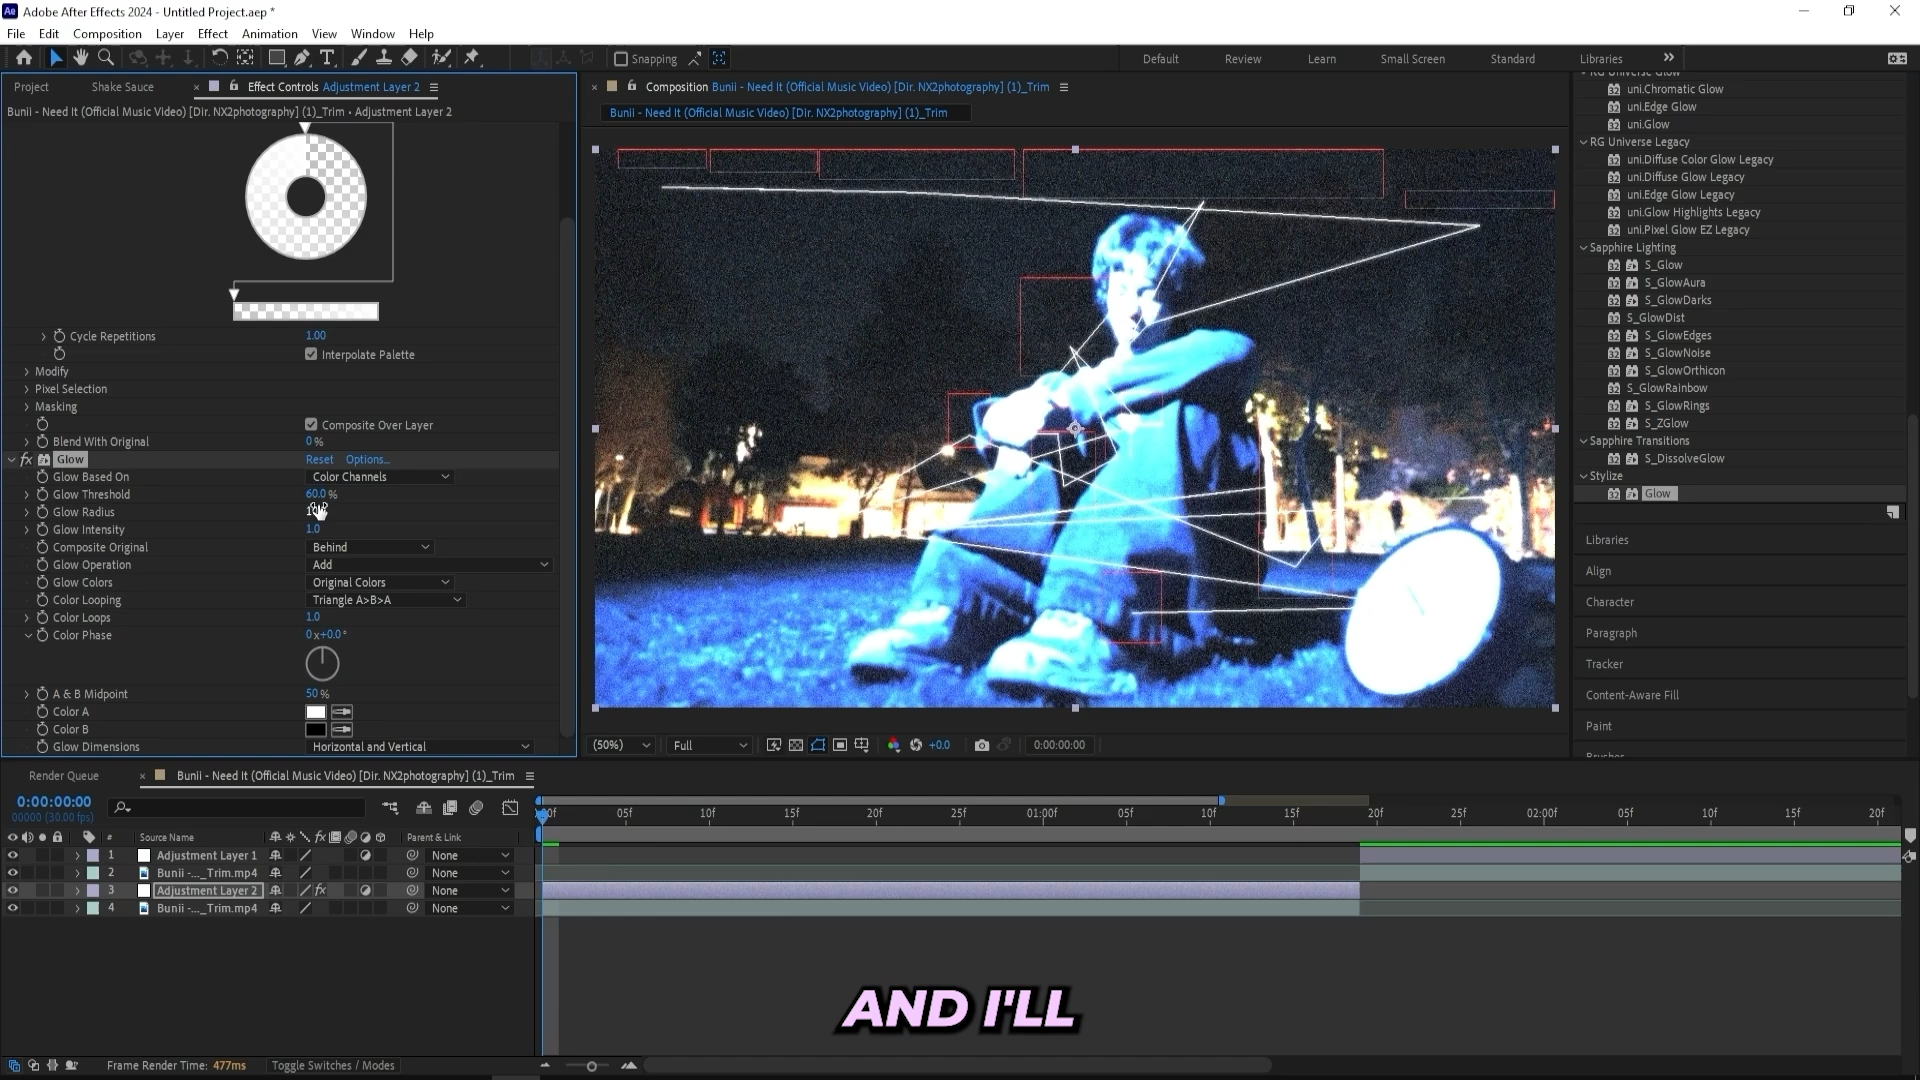 Adobe After Effects 2024 - Untitled Project.aep *
File Edit Composition Layer Effect Animation View Window Help
Snapping
Default Review Learn Small Screen Standard Libraries
Project Shake Sauce Effect Controls Adjustment Layer 2
Bunii - Need It (Official Music Video) [Dir. NX2photography] (1)_Trim • Adjustment Layer 2
Cycle Repetitions 1.00
Interpolate Palette
Modify
Pixel Selection
Masking
Composite Over Layer
Blend With Original 0 %
fx Glow Reset Options...
Glow Based On Color Channels
Glow Threshold 60.0 %
Glow Radius
Glow Intensity 1.0
Composite Original Behind
Glow Operation Add
Glow Colors Original Colors
Color Looping Triangle A>B>A
Color Loops 1.0
Color Phase 0 x+0.0 °
A & B Midpoint 50 %
Color A
Color B
Glow Dimensions Horizontal and Vertical
Composition Bunii - Need It (Official Music Video) [Dir. NX2photography] (1)_Trim
Bunii - Need It (Official Music Video) [Dir. NX2photography] (1)_Trim
(50%) Full +0.0 0:00:00:00
RG Universe Glow
uni.Chromatic Glow
uni.Edge Glow
uni.Glow
RG Universe Legacy
uni.Diffuse Color Glow Legacy
uni.Diffuse Glow Legacy
uni.Edge Glow Legacy
uni.Glow Highlights Legacy
uni.Pixel Glow EZ Legacy
Sapphire Lighting
S_Glow
S_GlowAura
S_GlowDarks
S_GlowDist
S_GlowEdges
S_GlowNoise
S_GlowOrthicon
S_GlowRainbow
S_GlowRings
S_ZGlow
Sapphire Transitions
S_DissolveGlow
Stylize
Glow
Libraries
Align
Character
Paragraph
Tracker
Content-Aware Fill
Paint
Render Queue Bunii - Need It (Official Music Video) [Dir. NX2photography] (1)_Trim
0:00:00:00
00000 (30.00 fps)
05f 10f 15f 20f 25f 01:00f 05f 10f 15f 20f 25f 02:00f 05f 10f 15f 20f
# Source Name Parent & Link
1 Adjustment Layer 1 None
2 Bunii -..._Trim.mp4 None
3 Adjustment Layer 2 fx None
4 Bunii -..._Trim.mp4 None
AND I'LL
Frame Render Time: 477ms Toggle Switches / Modes